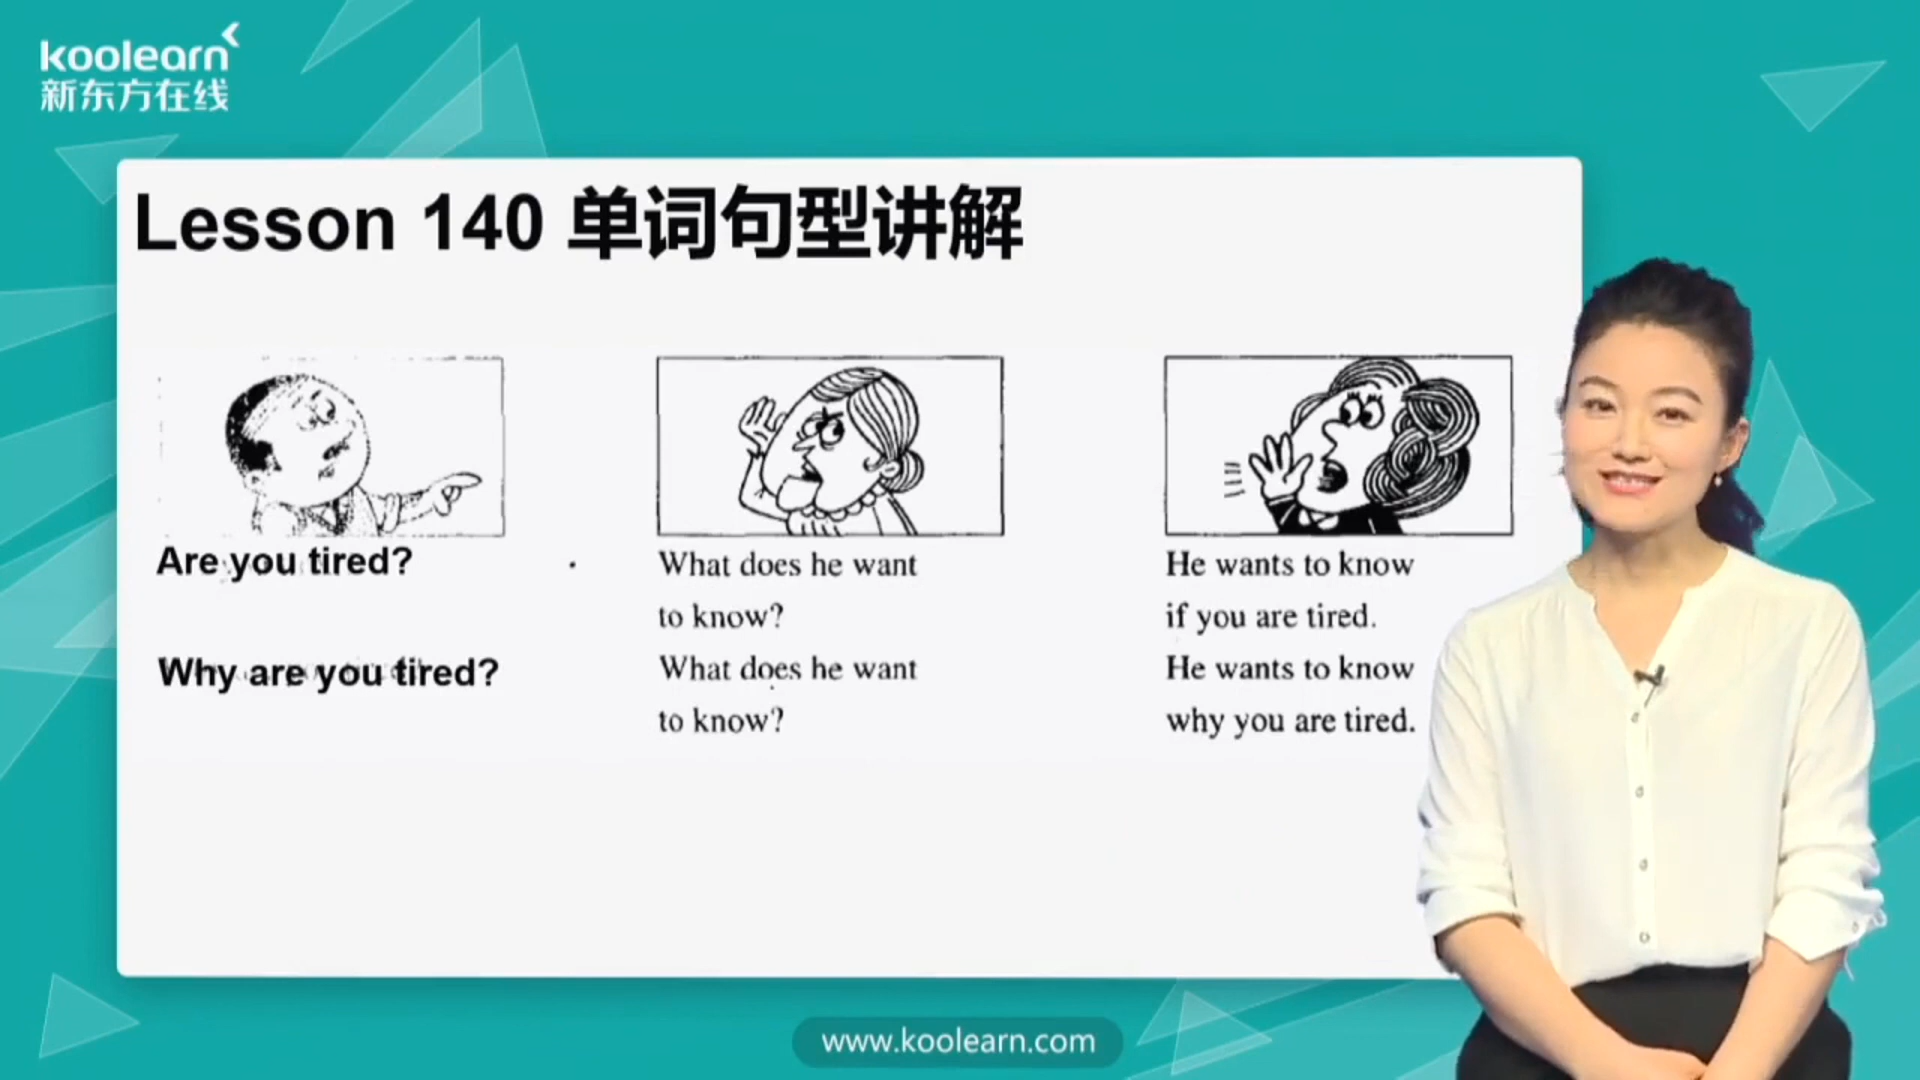 koolearn
新东方在线
Lesson 140 单词句型讲解
Are you tired?
What does he want
to know?
He wants to know
if you are tired.
Why are you tired?
What does he want
to know?
He wants to know
why you are tired.
www.koolearn.com